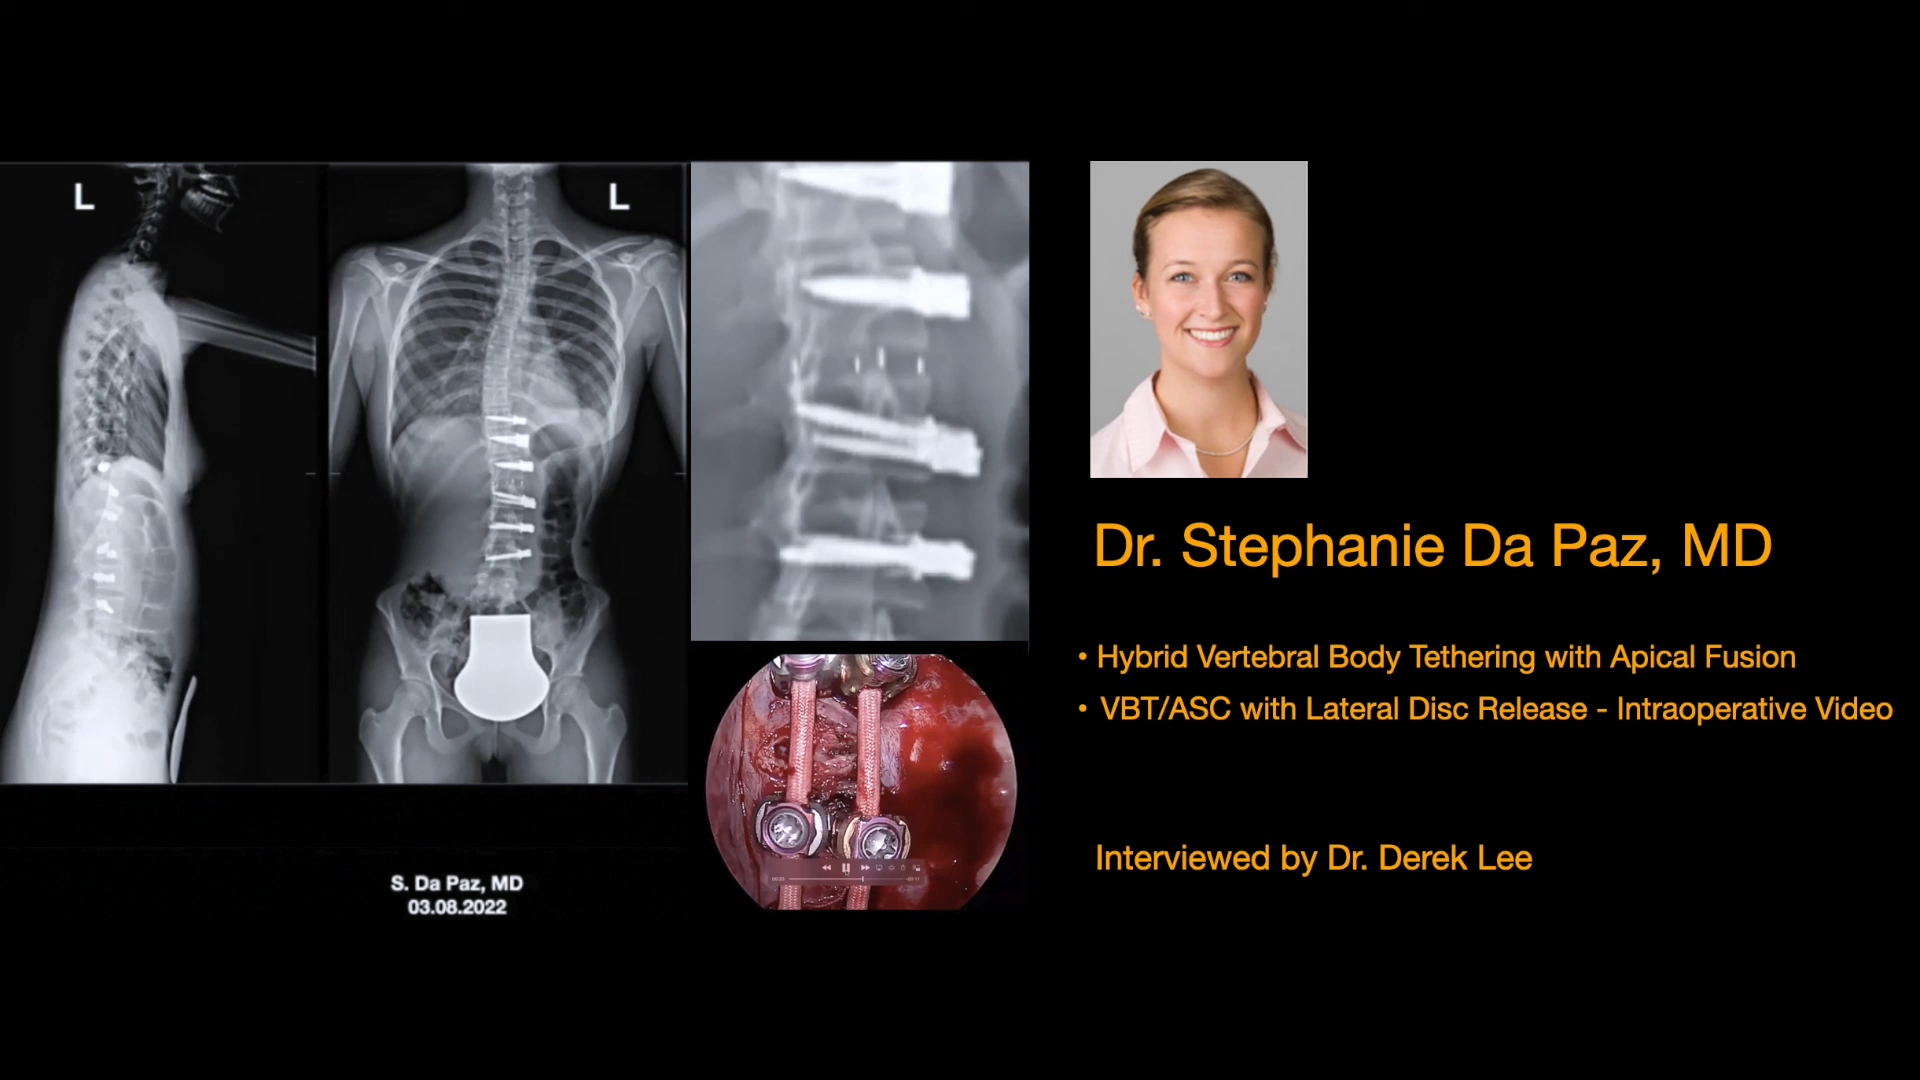 L
L
Dr. Stephanie Da Paz, MD
• Hybrid Vertebral Body Tethering with Apical Fusion
• VBT/ASC with Lateral Disc Release - Intraoperative Video
Interviewed by Dr. Derek Lee
S. Da Paz, MD
03.08.2022